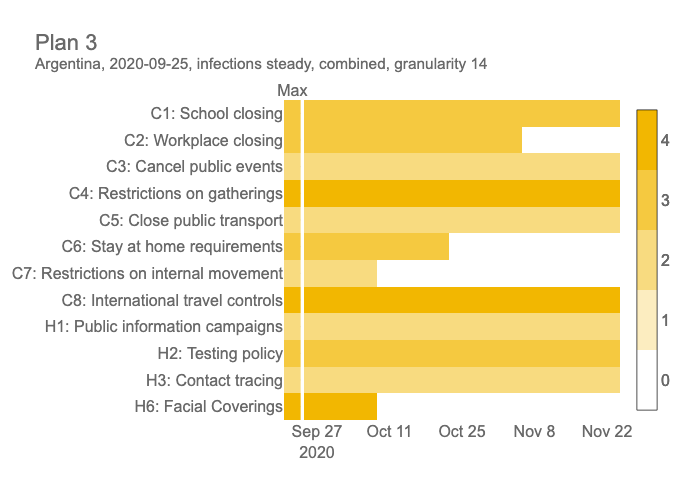 Plan 3
Argentina, 2020-09-25, infections steady, combined, granularity 14
Max
C1: School closing
C2: Workplace closing
C3: Cancel public events
C4: Restrictions on gatherings
C5: Close public transport
C6: Stay at home requirements
C7: Restrictions on internal movement
C8: International travel controls
H1: Public information campaigns
H2: Testing policy
H3: Contact tracing
H6: Facial Coverings
4
3
2
1
0
Sep 27 Oct 11 Oct 25 Nov 8 Nov 22
2020